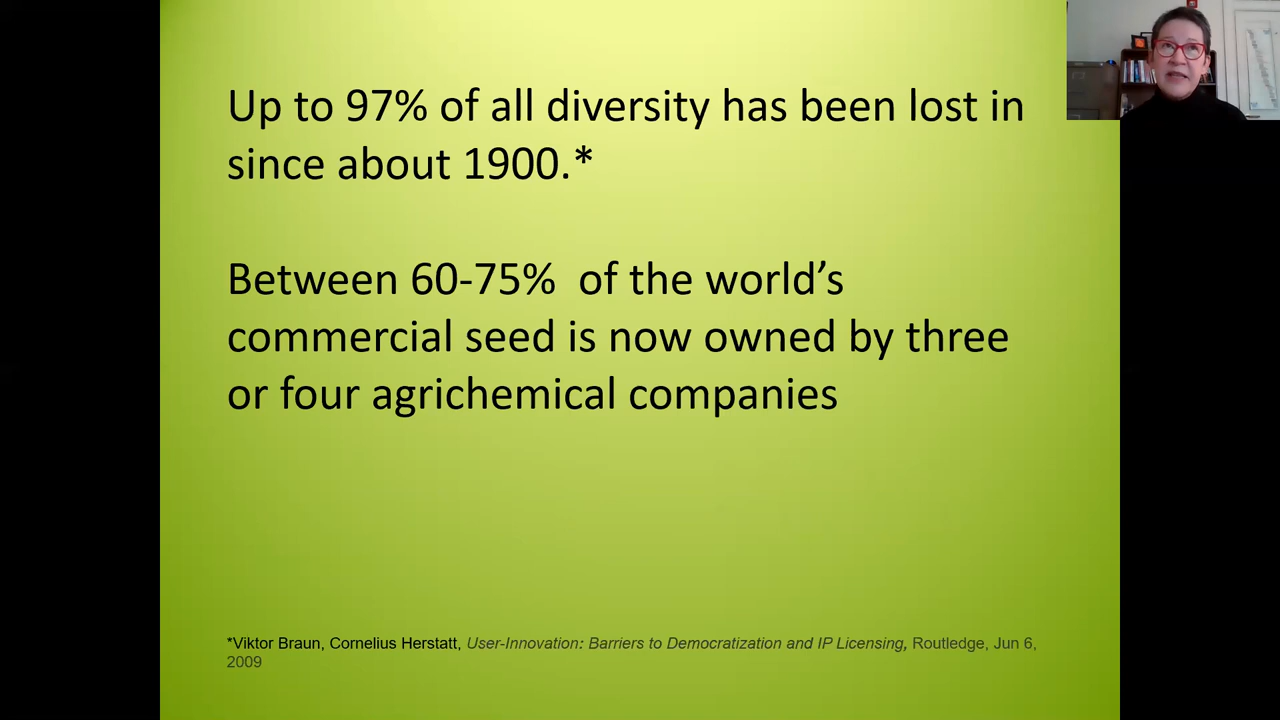 Up to 97% of all diversity has been lost in
since about 1900.*
Between 60-75%  of the world’s
commercial seed is now owned by three
or four agrichemical companies
*Viktor Braun, Cornelius Herstatt, User-Innovation: Barriers to Democratization and IP Licensing, Routledge, Jun 6,
2009